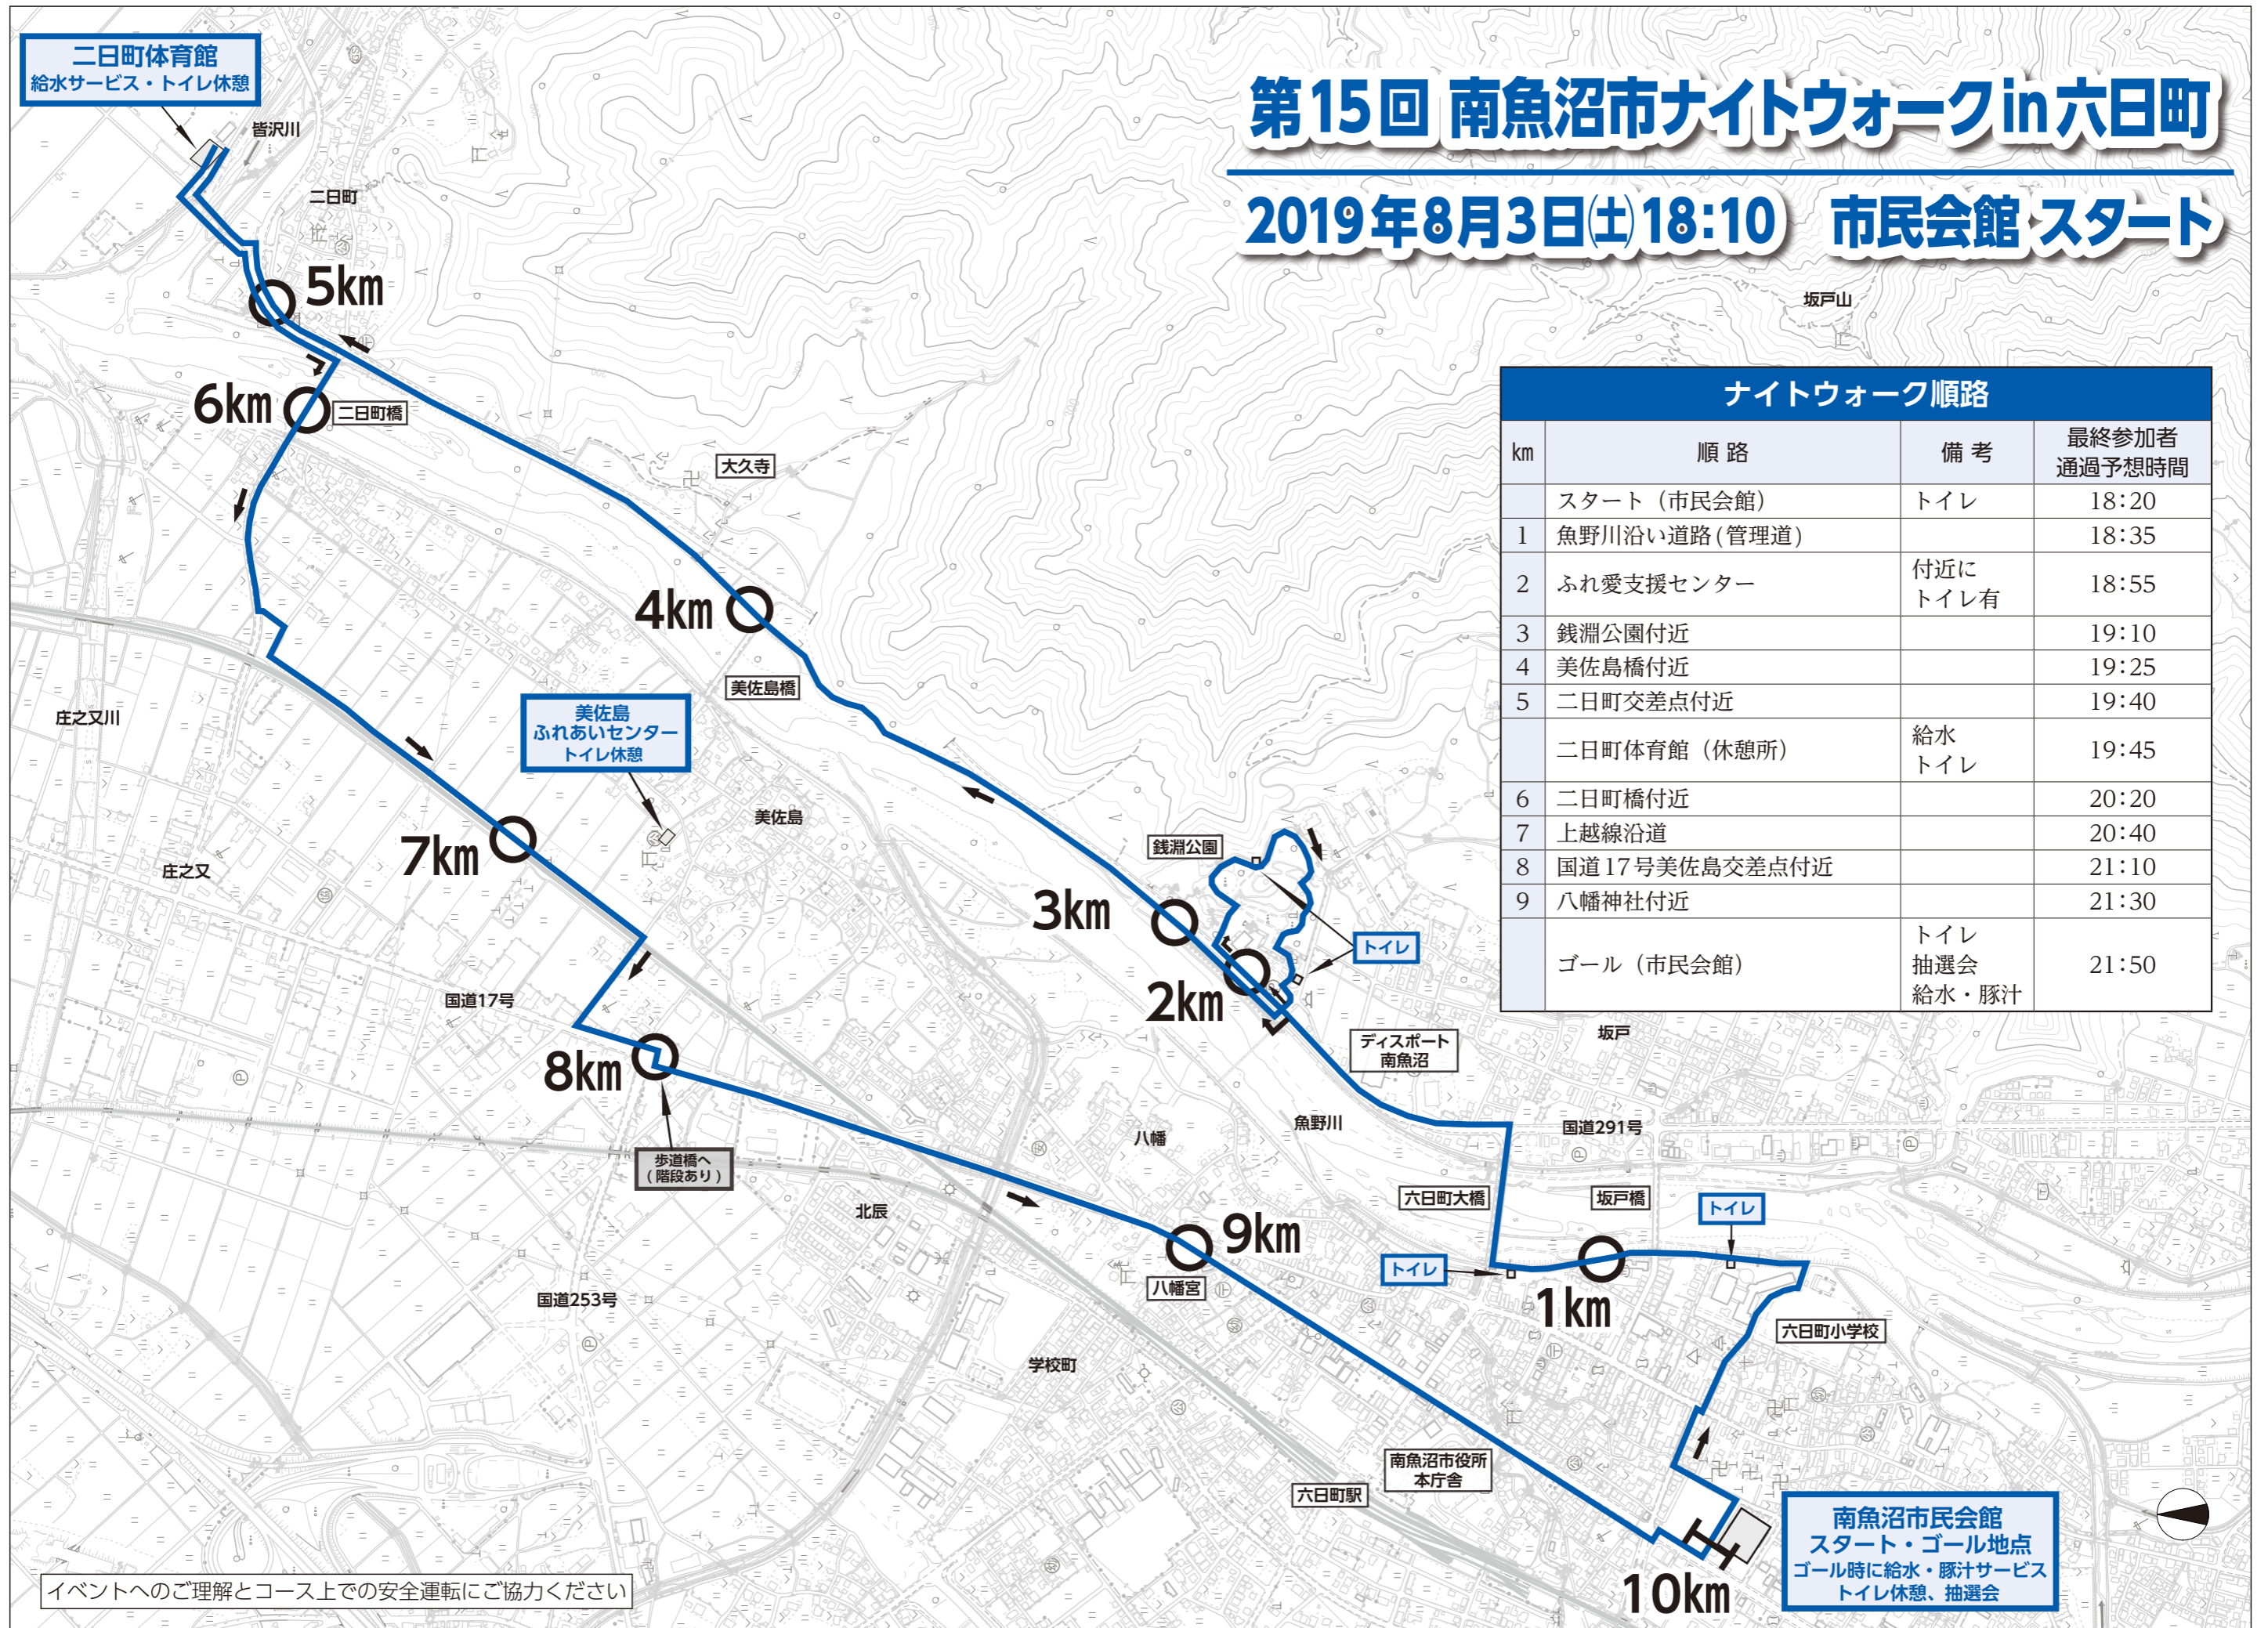 第15回 南魚沼市ナイトウォークin六日町
2019年8月3日(土)18:10 市民会館 スタート
二日町体育館
給水サービス・トイレ休憩
皆沢川
二日町
坂戸山
5km
6km
二日町橋
大久寺
4km
美佐島橋
庄之又川
美佐島
ふれあいセンター
トイレ休憩
美佐島
7km
庄之又
銭淵公園
3km
トイレ
2km
国道17号
ディスポート
南魚沼
坂戸
8km
歩道橋へ
(階段あり)
八幡
魚野川
国道291号
六日町大橋
坂戸橋
トイレ
北辰
9km
トイレ
八幡宮
1km
国道253号
六日町小学校
学校町
南魚沼市役所
本庁舎
六日町駅
10km
南魚沼市民会館
スタート・ゴール地点
ゴール時に給水・豚汁サービス
トイレ休憩、抽選会
イベントへのご理解とコース上での安全運転にご協力ください
ナイトウォーク順路
km 順路 備考 最終参加者
通過予想時間
スタート（市民会館） トイレ 18:20
1 魚野川沿い道路(管理道) 18:35
2 ふれ愛支援センター 付近に
トイレ有 18:55
3 銭淵公園付近 19:10
4 美佐島橋付近 19:25
5 二日町交差点付近 19:40
二日町体育館（休憩所） 給水
トイレ 19:45
6 二日町橋付近 20:20
7 上越線沿道 20:40
8 国道17号美佐島交差点付近 21:10
9 八幡神社付近 21:30
ゴール（市民会館） トイレ
抽選会
給水・豚汁 21:50